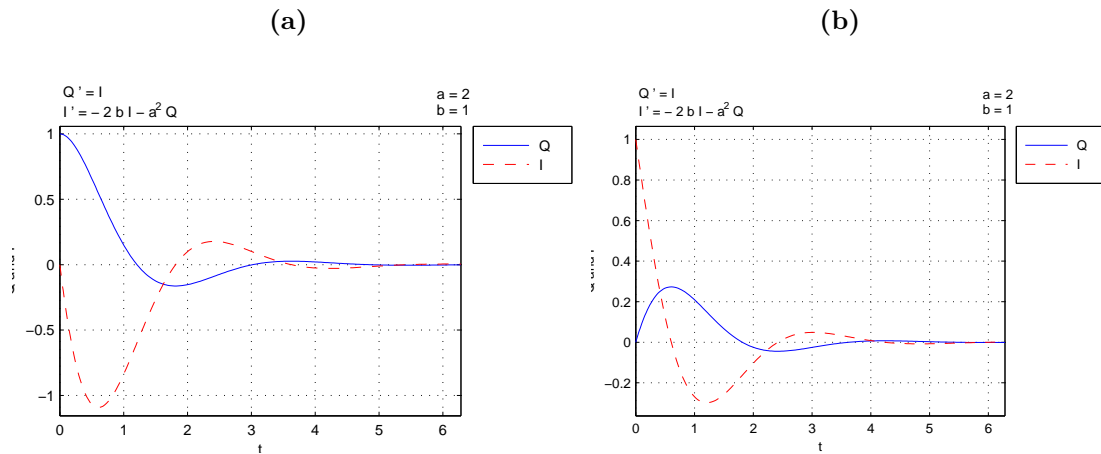 (a)
(b)
Q ' = I
I ' = − 2 b I − a² Q
a = 2
b = 1
Q
I
1
0.5
0
−0.5
−1
0 1 2 3 4 5 6
t
Q ' = I
I ' = − 2 b I − a² Q
a = 2
b = 1
Q
I
1
0.8
0.6
0.4
0.2
0
−0.2
0 1 2 3 4 5 6
t